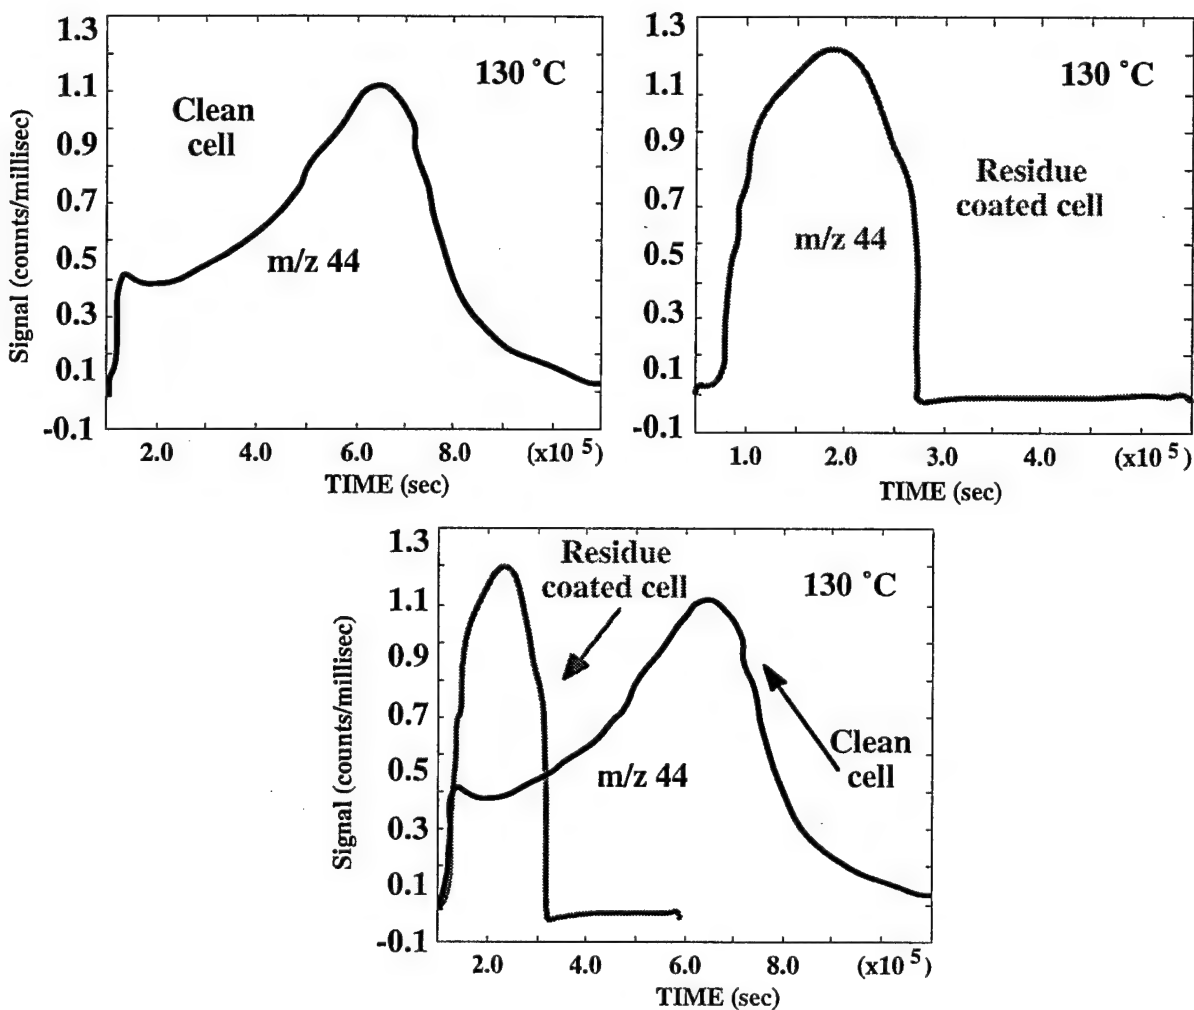 1.3
1.1
0.9
0.7
0.5
0.3
0.1
-0.1
Signal (counts/millisec)
130 °C
Clean
cell
m/z 44
2.0 4.0 6.0 8.0 (x10 5)
TIME (sec)
1.3
1.1
0.9
0.7
0.5
0.3
0.1
-0.1
130 °C
Residue
coated cell
m/z 44
1.0 2.0 3.0 4.0 (x10 5)
TIME (sec)
1.3
1.1
0.9
0.7
0.5
0.3
0.1
-0.1
Signal (counts/millisec)
Residue
coated cell
130 °C
m/z 44
Clean
cell
2.0 4.0 6.0 8.0 (x10 5)
TIME (sec)